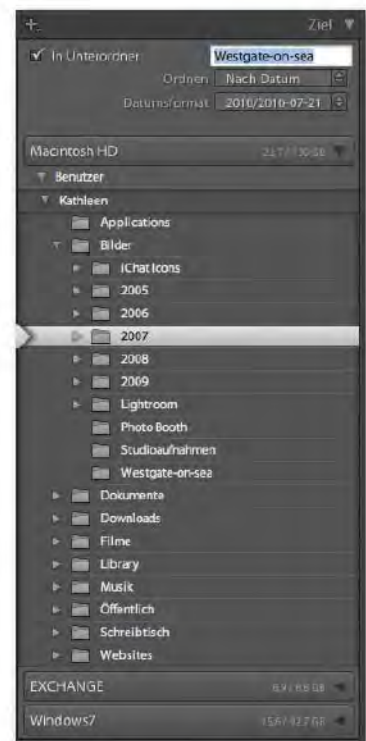 + Ziel
In Unterordner Westgate-on-sea
Ordnen Nach Datum
Datumsformat 2010/2010-07-21
Macintosh HD
Benutzer
Kathleen
Applications
Bilder
iChat Icons
2005
2006
2007
2008
2009
Lightroom
Photo Booth
Studioaufnahmen
Westgate-on-sea
Dokumente
Downloads
Filme
Library
Musik
Öffentlich
Schreibtisch
Websites
EXCHANGE
Windows7